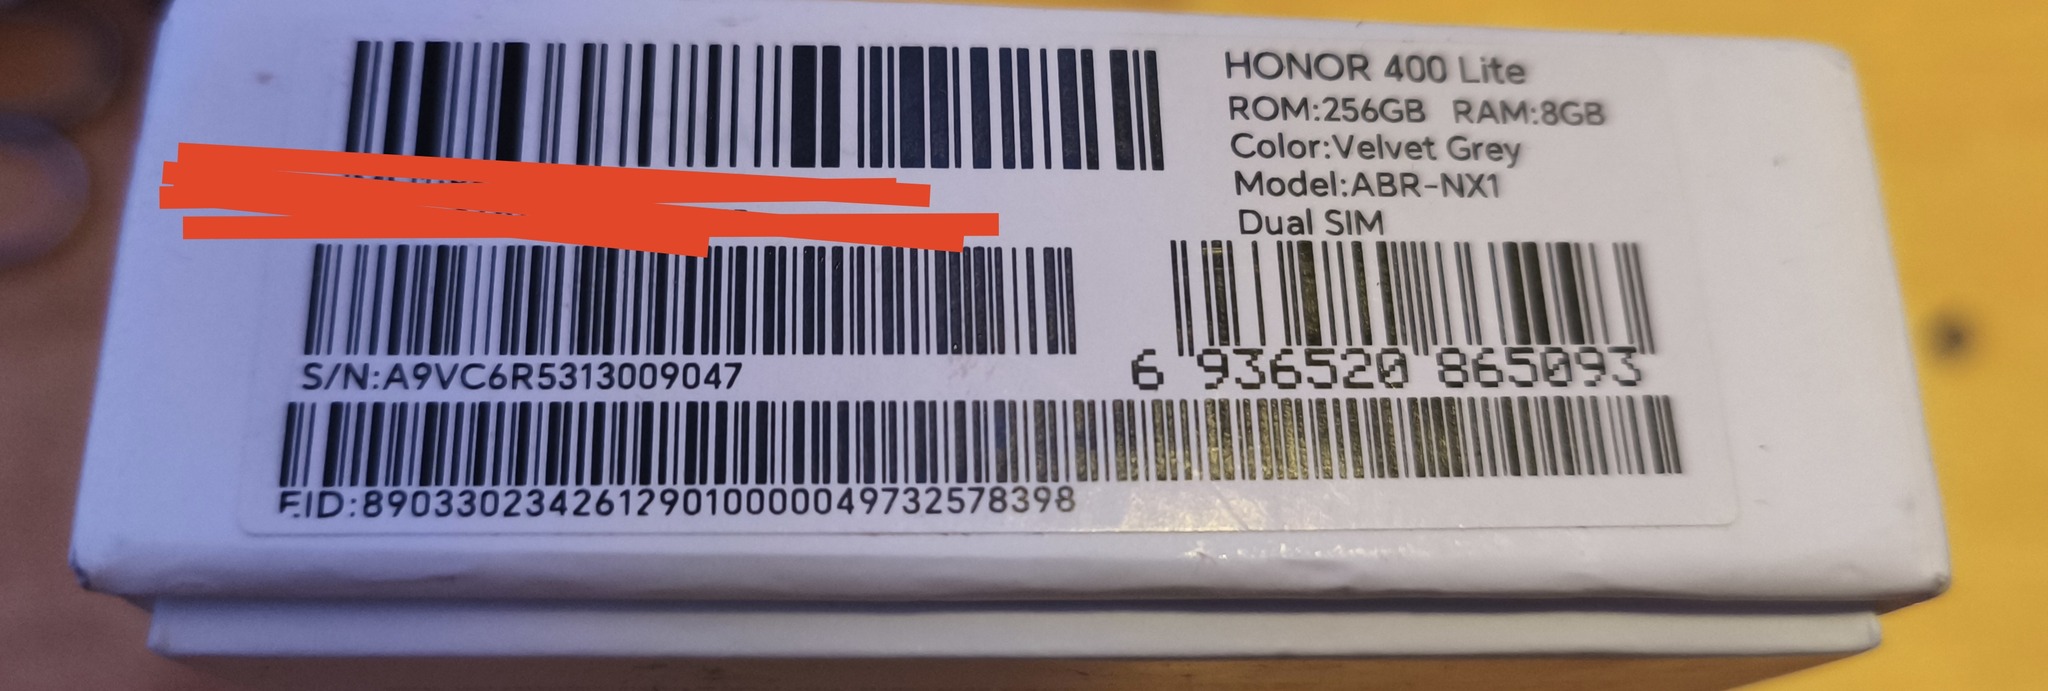 HONOR 400 Lite
ROM:256GB RAM:8GB
Color:Velvet Grey
Model:ABR-NX1
Dual SIM
S/N:A9VC6R5313009047
6 936520 865093
EID:89033023426129010000049732578398